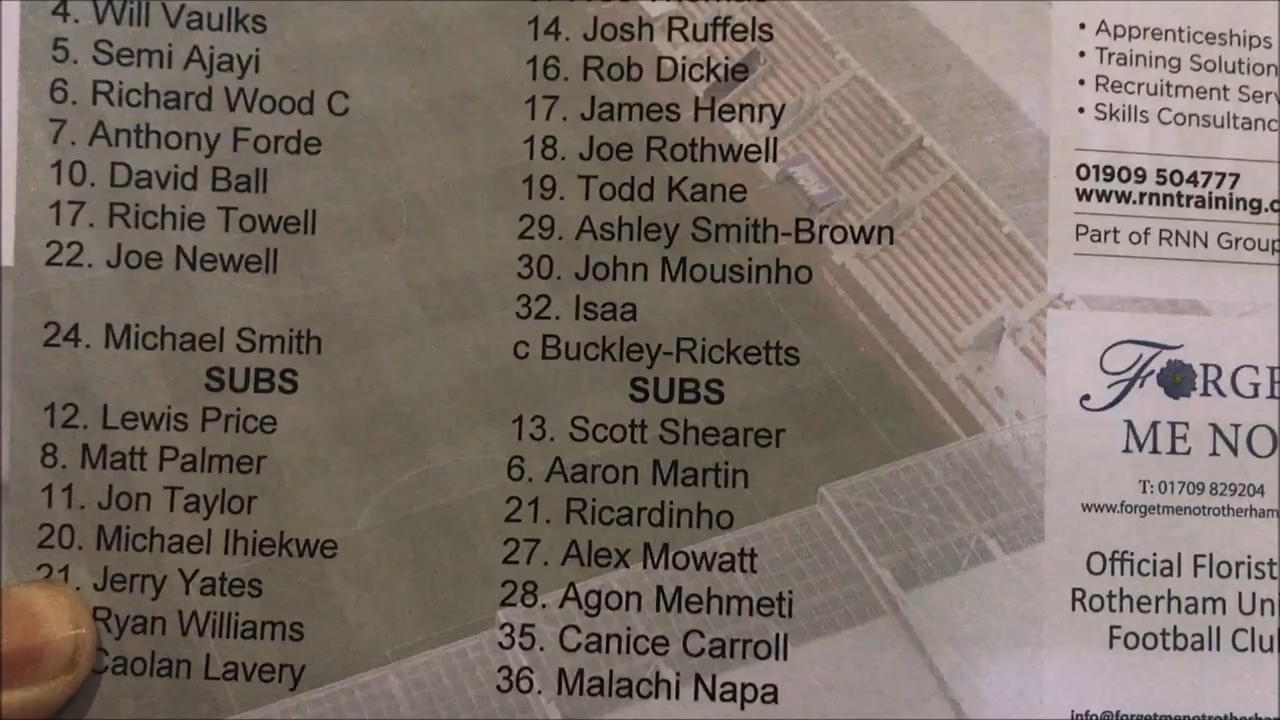 4. Will Vaulks
5. Semi Ajayi
6. Richard Wood C
7. Anthony Forde
10. David Ball
17. Richie Towell
22. Joe Newell
24. Michael Smith
SUBS
12. Lewis Price
8. Matt Palmer
11. Jon Taylor
20. Michael Ihiekwe
21. Jerry Yates
Ryan Williams
Caolan Lavery
14. Josh Ruffels
16. Rob Dickie
17. James Henry
18. Joe Rothwell
19. Todd Kane
29. Ashley Smith-Brown
30. John Mousinho
32. Isaa
c Buckley-Ricketts
SUBS
13. Scott Shearer
6. Aaron Martin
21. Ricardinho
27. Alex Mowatt
28. Agon Mehmeti
35. Canice Carroll
36. Malachi Napa
• Apprenticeships
• Training Solution
• Recruitment Serv
• Skills Consultanc
01909 504777
www.rnntraining.c
Part of RNN Group
FORGE
ME NO
T: 01709 829204
www.forgetmenotrotherham
Official Florist
Rotherham Un
Football Clu